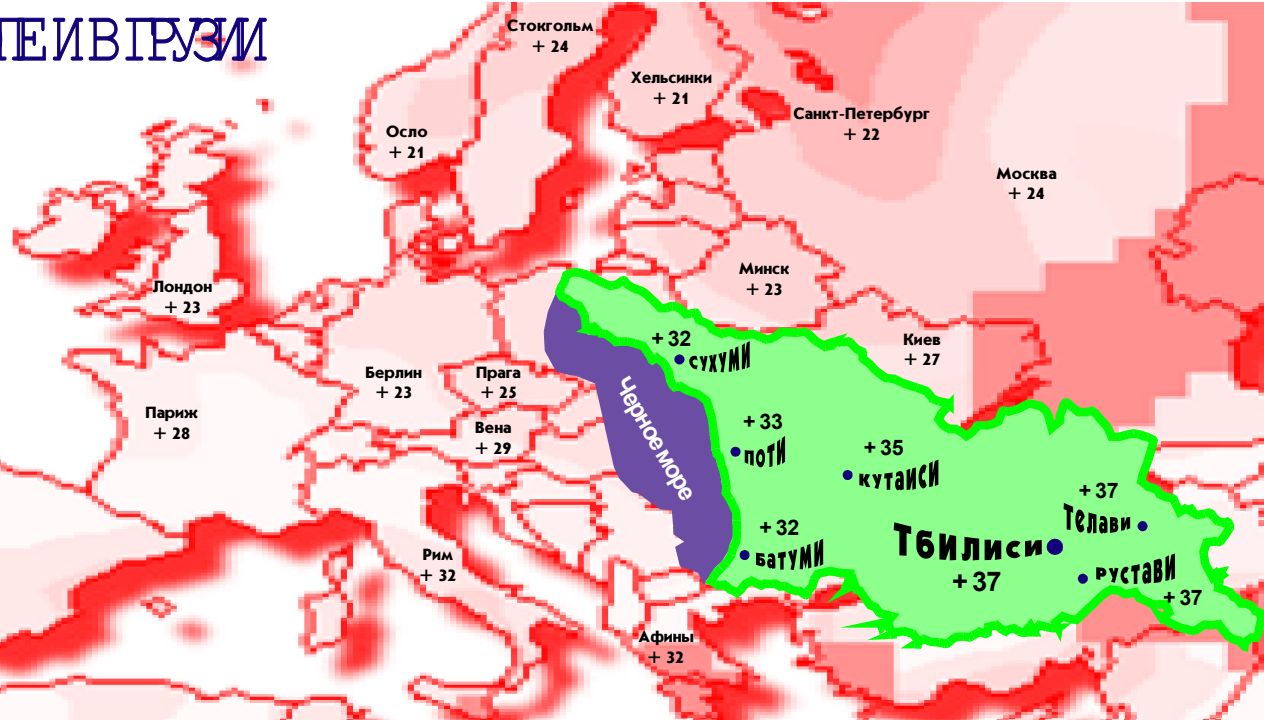 И В ГРУЗИИ
Стокгольм
+ 24
Хельсинки
+ 21
Санкт-Петербург
+ 22
Осло
+ 21
Москва
+ 24
Лондон
+ 23
Минск
+ 23
+ 32
сухуми
Киев
+ 27
Берлин
+ 23
Прага
+ 25
Париж
+ 28
Вена
+ 29
Черное море
+ 33
поти
+ 35
кутаиси
+ 37
Телави
+ 32
батуми
Тбилиси
+ 37
рустави
+ 37
Рим
+ 32
Афины
+ 32